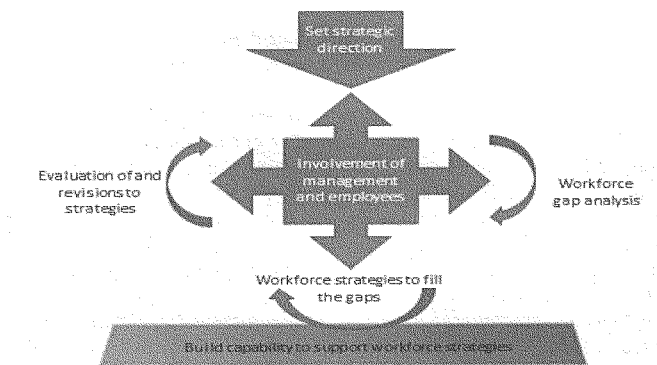 Set strategic
direction
Involvement of
management
and employees
Evaluation of and
revisions to
strategies
Workforce
gap analysis
Workforce strategies to fill
the gaps
Build capability to support workforce strategies